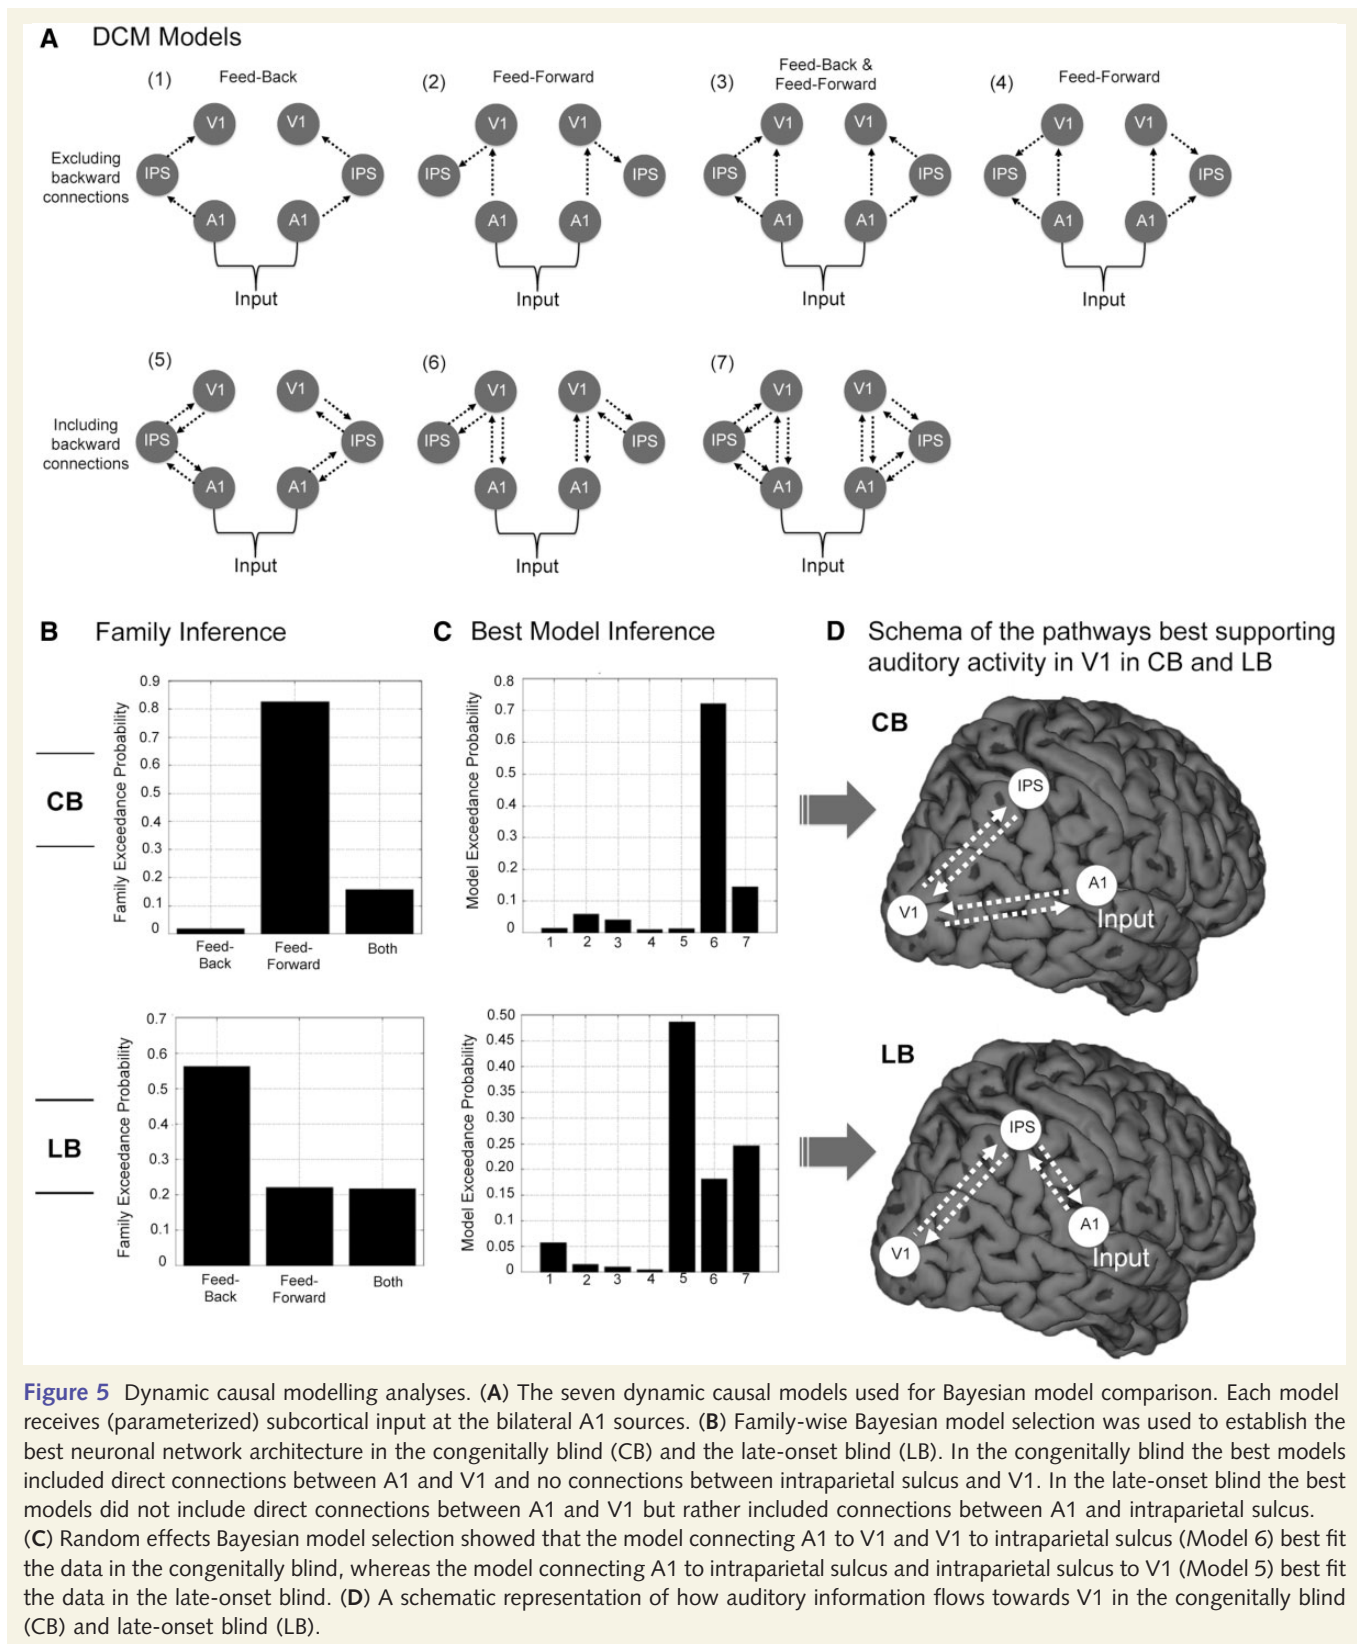 A DCM Models
(1) Feed-Back
(2) Feed-Forward
(3) Feed-Back &
Feed-Forward
(4) Feed-Forward
Excluding
backward
connections
V1 V1
IPS IPS
A1 A1
Input
V1 V1
IPS IPS
A1 A1
Input
V1 V1
IPS IPS
A1 A1
Input
V1 V1
IPS IPS
A1 A1
Input
(5)
(6)
(7)
Including
backward
connections
V1 V1
IPS IPS
A1 A1
Input
V1 V1
IPS IPS
A1 A1
Input
V1 V1
IPS IPS
A1 A1
Input
B Family Inference
CB
Family Exceedance Probability
0.9
0.8
0.7
0.6
0.5
0.4
0.3
0.2
0.1
0
Feed-
Back
Feed-
Forward
Both
LB
Family Exceedance Probability
0.7
0.6
0.5
0.4
0.3
0.2
0.1
0
Feed-
Back
Feed-
Forward
Both
C Best Model Inference
Model Exceedance Probability
0.8
0.7
0.6
0.5
0.4
0.3
0.2
0.1
0
1 2 3 4 5 6 7
Model Exceedance Probability
0.50
0.45
0.40
0.35
0.30
0.25
0.20
0.15
0.1
0.05
0
1 2 3 4 5 6 7
D Schema of the pathways best supporting
auditory activity in V1 in CB and LB
CB
IPS
A1
V1
Input
LB
IPS
A1
V1
Input
Figure 5 Dynamic causal modelling analyses. (A) The seven dynamic causal models used for Bayesian model comparison. Each model
receives (parameterized) subcortical input at the bilateral A1 sources. (B) Family-wise Bayesian model selection was used to establish the
best neuronal network architecture in the congenitally blind (CB) and the late-onset blind (LB). In the congenitally blind the best models
included direct connections between A1 and V1 and no connections between intraparietal sulcus and V1. In the late-onset blind the best
models did not include direct connections between A1 and V1 but rather included connections between A1 and intraparietal sulcus.
(C) Random effects Bayesian model selection showed that the model connecting A1 to V1 and V1 to intraparietal sulcus (Model 6) best fit
the data in the congenitally blind, whereas the model connecting A1 to intraparietal sulcus and intraparietal sulcus to V1 (Model 5) best fit
the data in the late-onset blind. (D) A schematic representation of how auditory information flows towards V1 in the congenitally blind
(CB) and late-onset blind (LB).